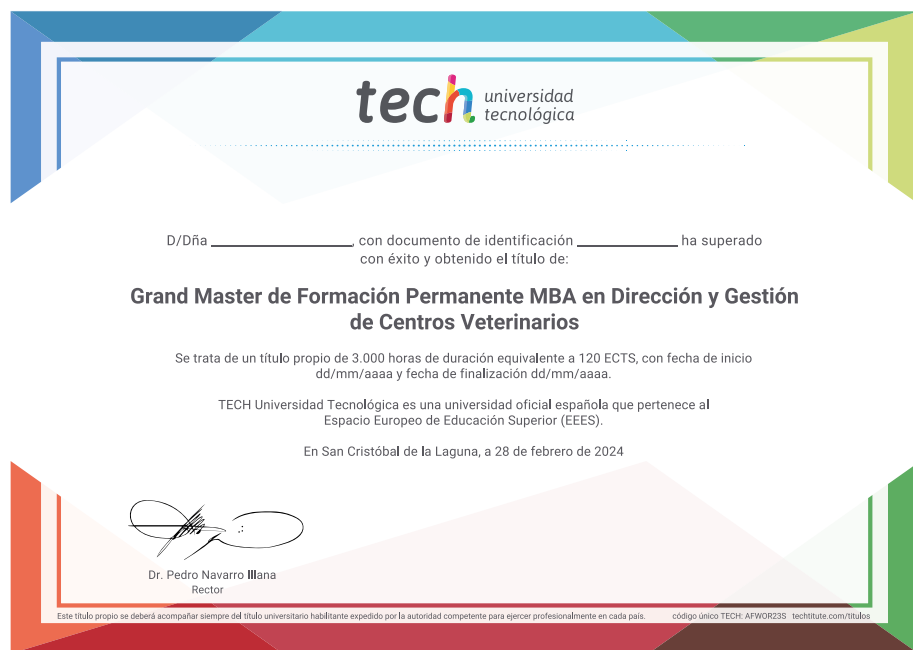 tech universidad
tecnológica
D/Dña ________________, con documento de identificación ____________ ha superado
con éxito y obtenido el título de:
Grand Master de Formación Permanente MBA en Dirección y Gestión
de Centros Veterinarios
Se trata de un título propio de 3.000 horas de duración equivalente a 120 ECTS, con fecha de inicio
dd/mm/aaaa y fecha de finalización dd/mm/aaaa.
TECH Universidad Tecnológica es una universidad oficial española que pertenece al
Espacio Europeo de Educación Superior (EEES).
En San Cristóbal de la Laguna, a 28 de febrero de 2024
Dr. Pedro Navarro Illana
Rector
Este título propio se deberá acompañar siempre del título universitario habilitante expedido por la autoridad competente para ejercer profesionalmente en cada país. código único TECH: AFWOR23S techtitute.com/titulos